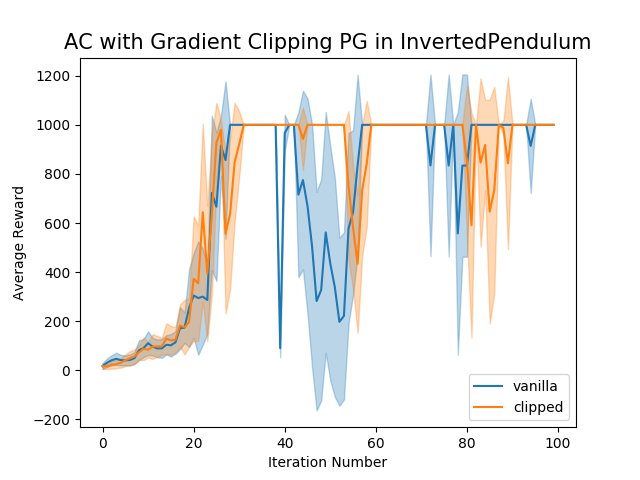 AC with Gradient Clipping PG in InvertedPendulum
1200
1000
800
600
400
200
0
−200
Average Reward
0 20 40 60 80 100
Iteration Number
vanilla
clipped